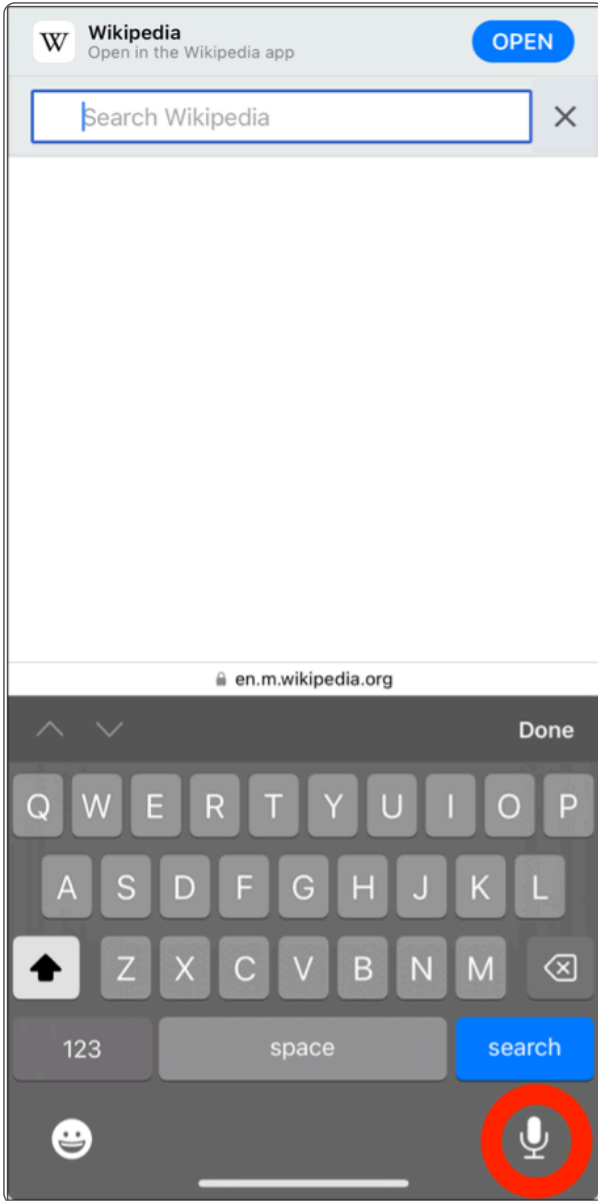 W
Wikipedia
Open in the Wikipedia app
OPEN
Search Wikipedia
en.m.wikipedia.org
Done
Q W E R T Y U I O P
A S D F G H J K L
Z X C V B N M
123 space search